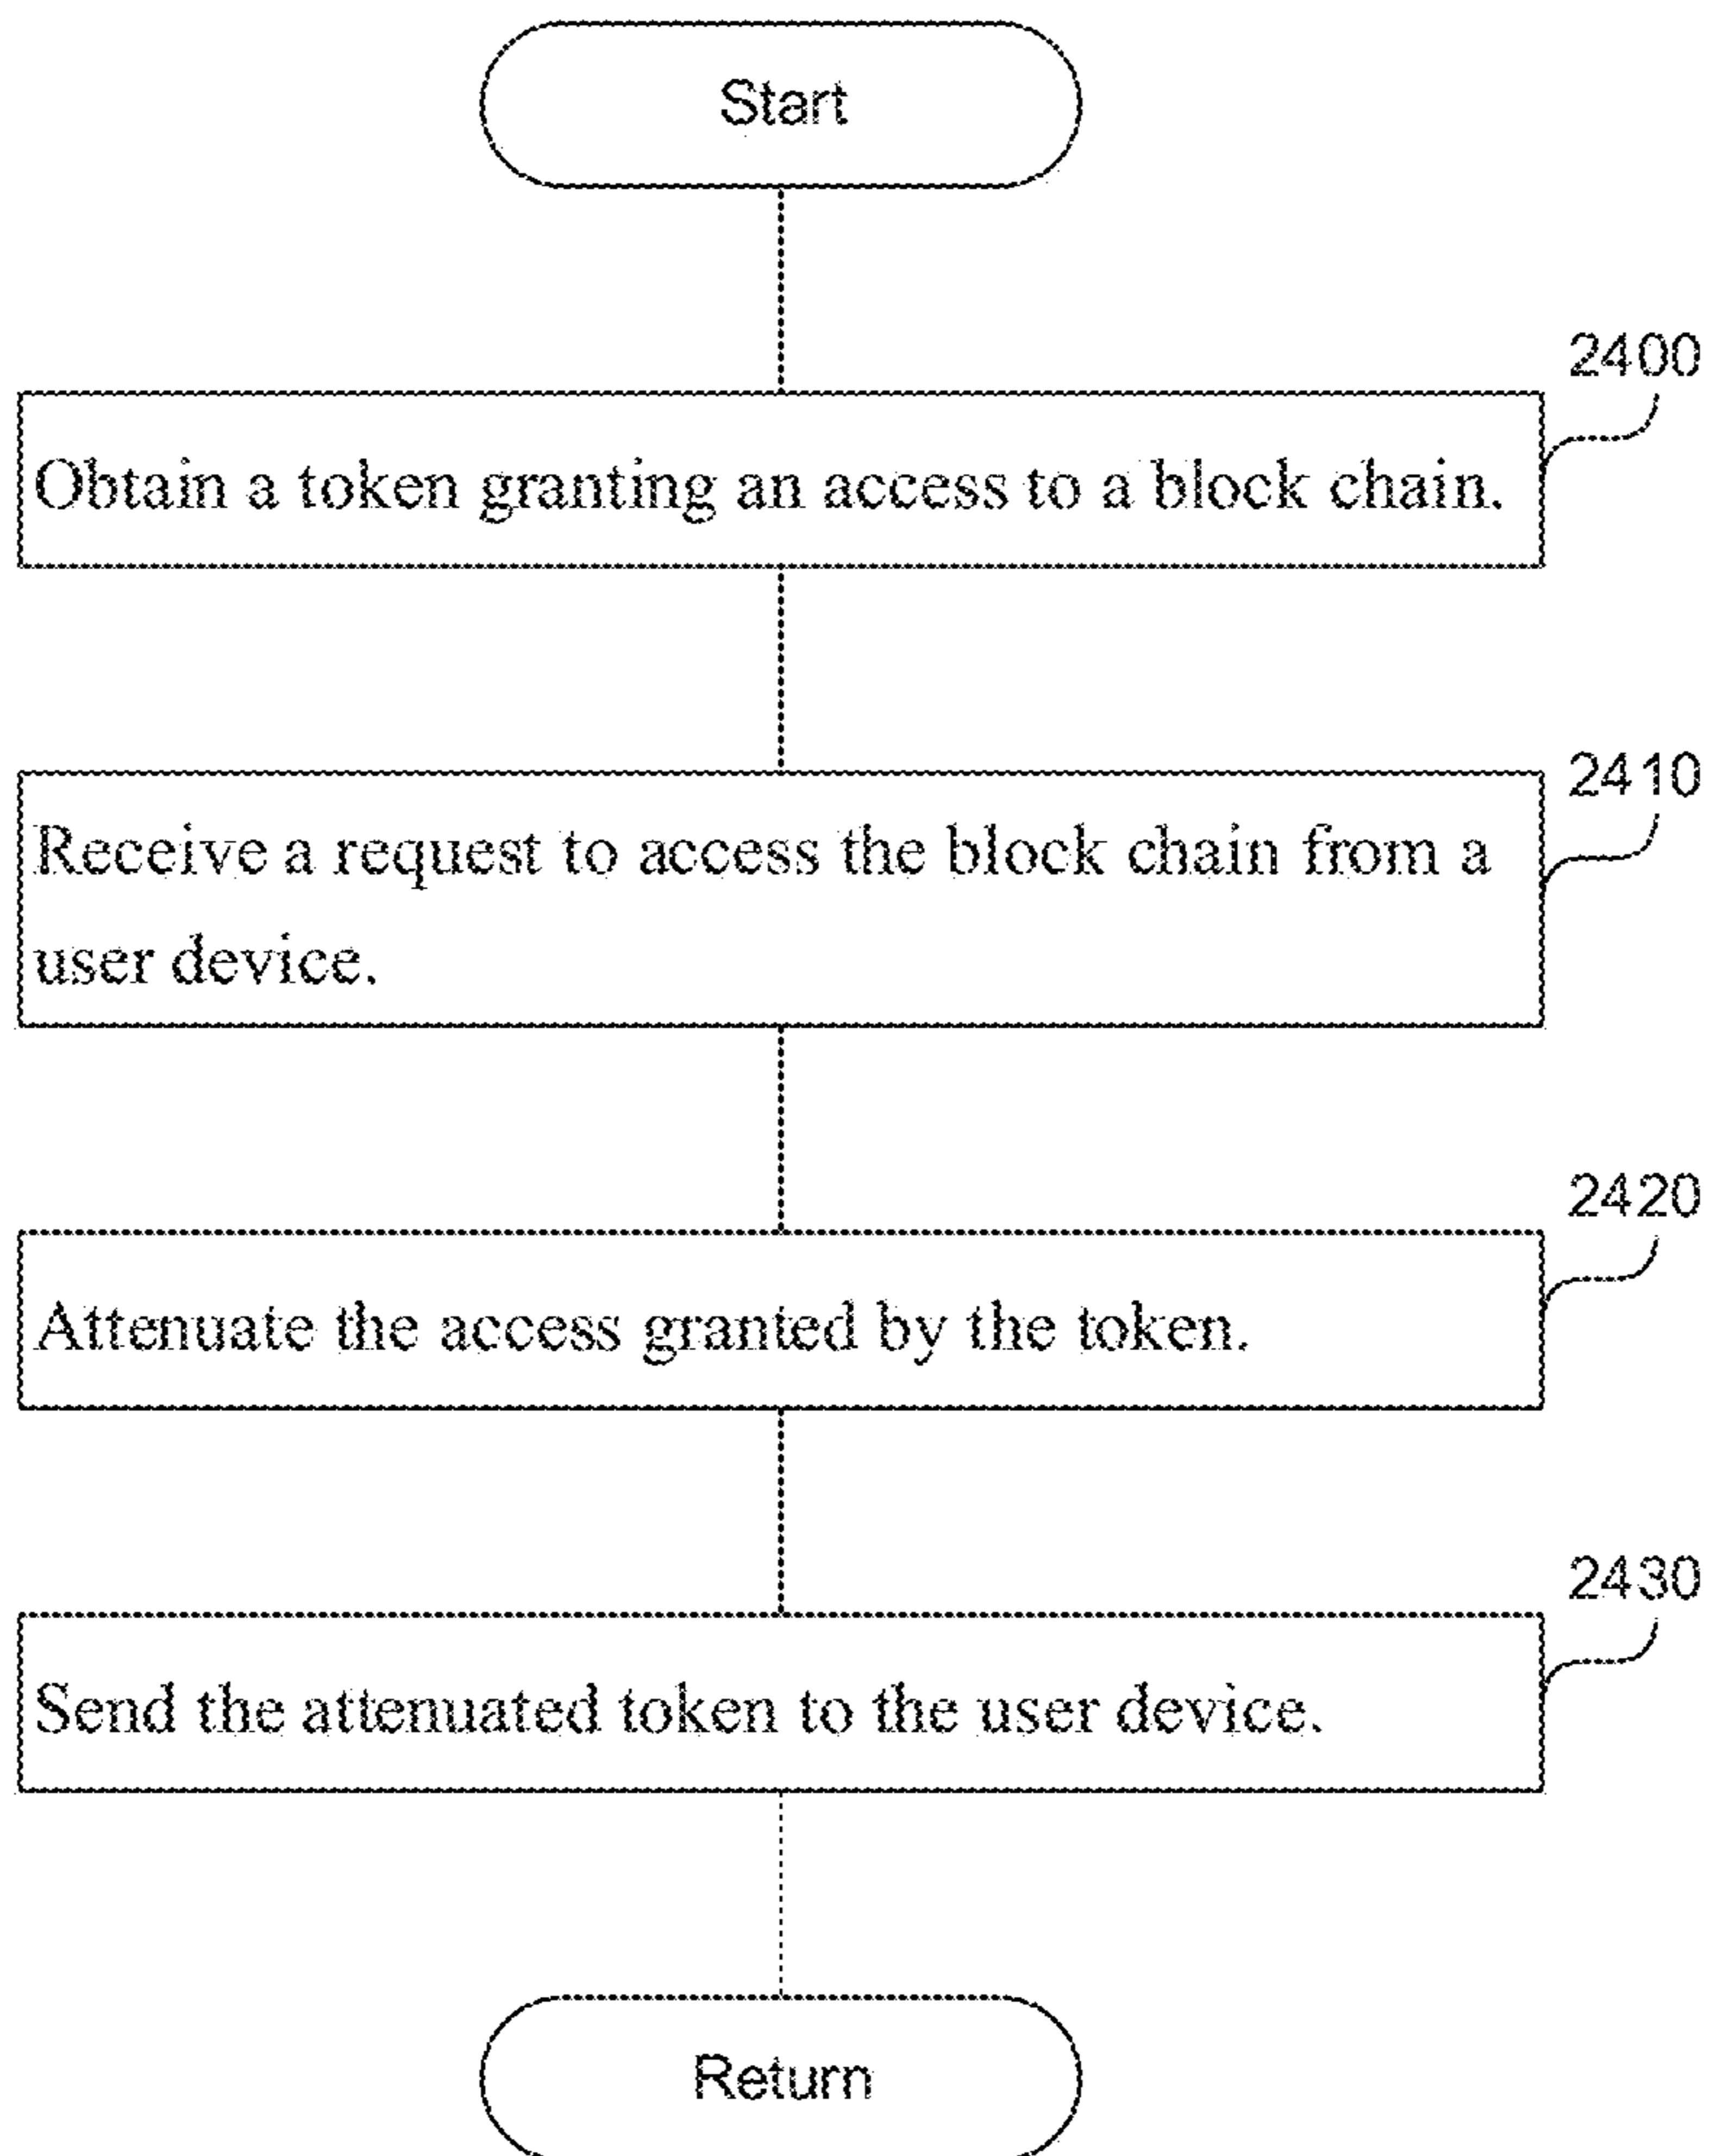 Start
2400
Obtain a token granting an access to a block chain.
2410
Receive a request to access the block chain from a
user device.
2420
Attenuate the access granted by the token.
2430
Send the attenuated token to the user device.
Return